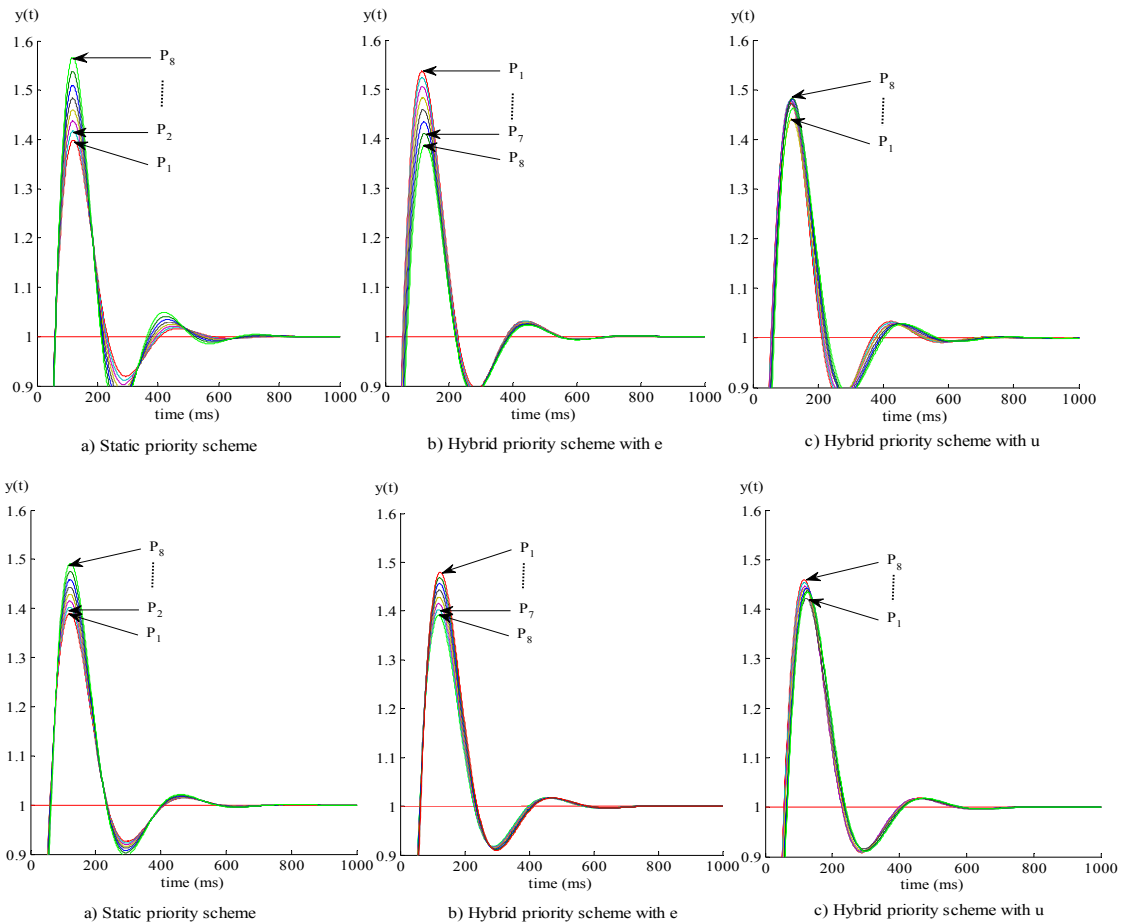 y(t)
1.6
1.5
1.4
1.3
1.2
1.1
1
0.9
0
200
400
600
800
1000
time (ms)
P8
P2
P1
a) Static priority scheme
y(t)
1.6
1.5
1.4
1.3
1.2
1.1
1
0.9
0
200
400
600
800
1000
time (ms)
P1
P7
P8
b) Hybrid priority scheme with e
y(t)
1.6
1.5
1.4
1.3
1.2
1.1
1
0.9
0
200
400
600
800
1000
time (ms)
P8
P1
c) Hybrid priority scheme with u
y(t)
1.6
1.5
1.4
1.3
1.2
1.1
1
0.9
0
200
400
600
800
1000
time (ms)
P8
P2
P1
a) Static priority scheme
y(t)
1.6
1.5
1.4
1.3
1.2
1.1
1
0.9
0
200
400
600
800
1000
time (ms)
P1
P7
P8
b) Hybrid priority scheme with e
y(t)
1.6
1.5
1.4
1.3
1.2
1.1
1
0.9
0
200
400
600
800
1000
time (ms)
P8
P1
c) Hybrid priority scheme with u